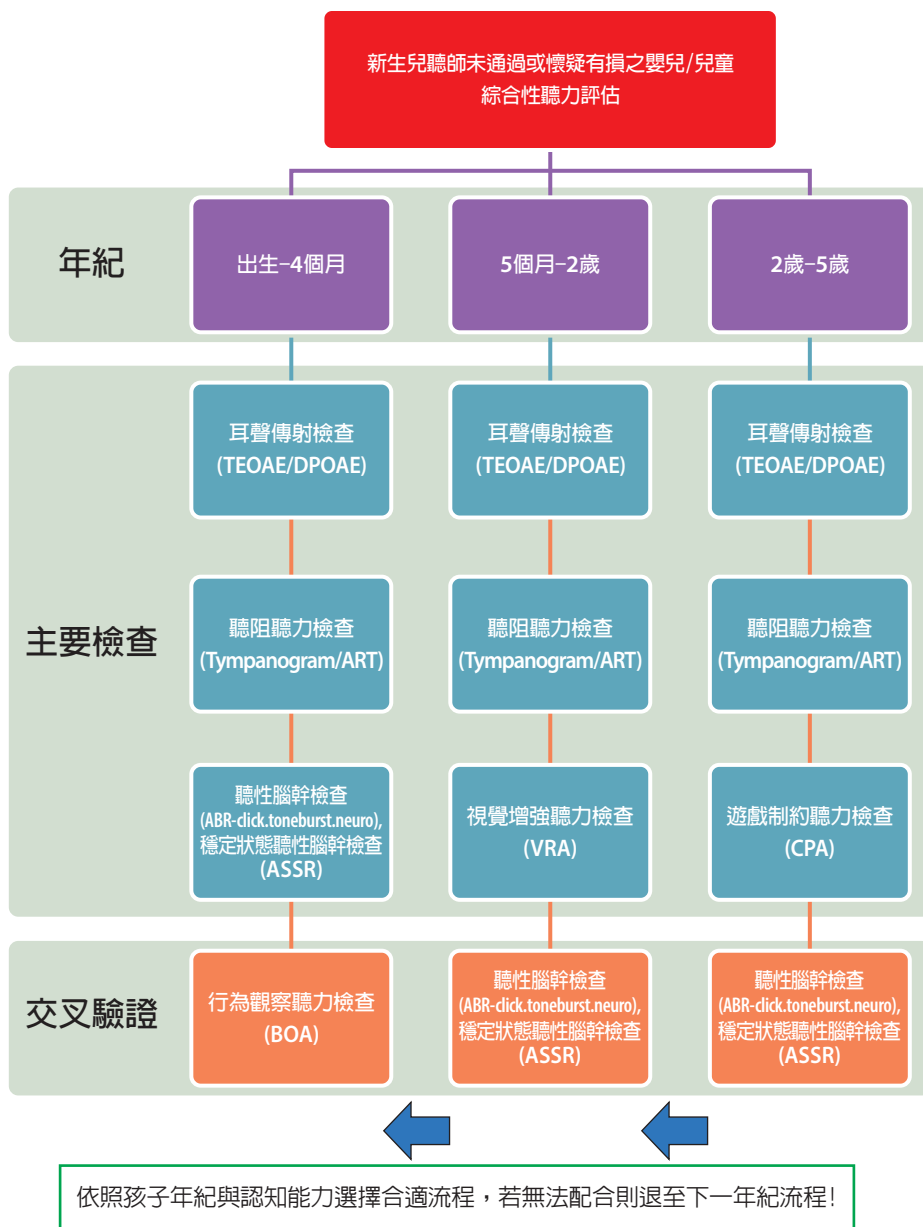 新生兒聽師未通過或懷疑有損之嬰兒/兒童
綜合性聽力評估
年紀
出生-4個月
5個月-2歲
2歲-5歲
主要檢查
耳聲傳射檢查
(TEOAE/DPOAE)
耳聲傳射檢查
(TEOAE/DPOAE)
耳聲傳射檢查
(TEOAE/DPOAE)
聽阻聽力檢查
(Tympanogram/ART)
聽阻聽力檢查
(Tympanogram/ART)
聽阻聽力檢查
(Tympanogram/ART)
聽性腦幹檢查
(ABR-click.toneburst.neuro),
穩定狀態聽性腦幹檢查
(ASSR)
視覺增強聽力檢查
(VRA)
遊戲制約聽力檢查
(CPA)
交叉驗證
行為觀察聽力檢查
(BOA)
聽性腦幹檢查
(ABR-click.toneburst.neuro),
穩定狀態聽性腦幹檢查
(ASSR)
聽性腦幹檢查
(ABR-click.toneburst.neuro),
穩定狀態聽性腦幹檢查
(ASSR)
依照孩子年紀與認知能力選擇合適流程，若無法配合則退至下一年紀流程!